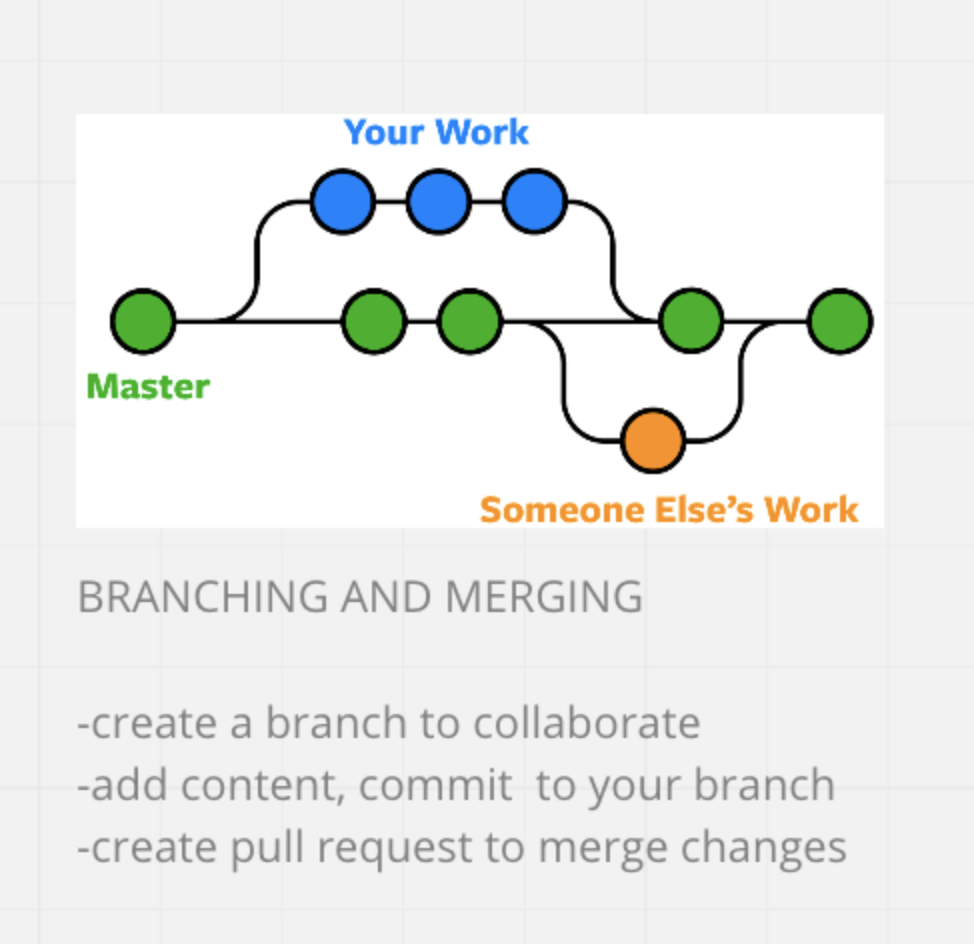 Your Work
Master
Someone Else’s Work
BRANCHING AND MERGING
-create a branch to collaborate
-add content, commit  to your branch
-create pull request to merge changes